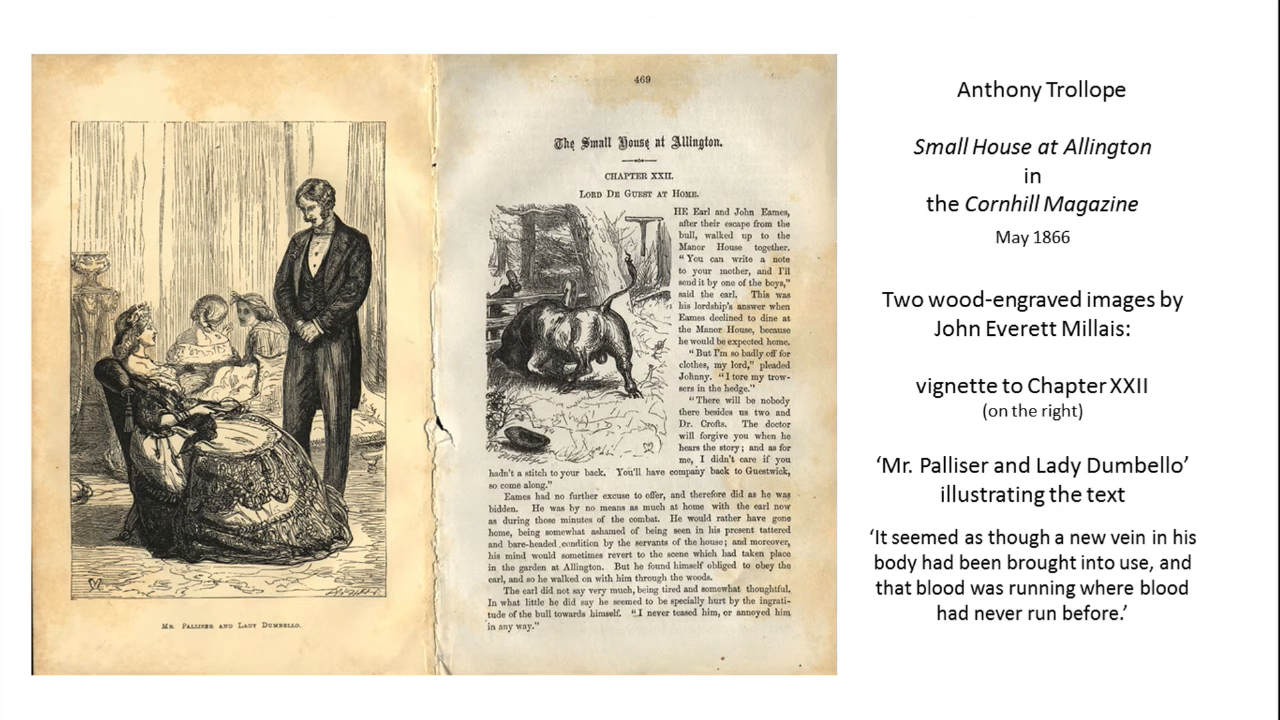 MR. PALLISER AND LADY DUMBELLO.
469
The Small House at Allington.
CHAPTER XXII.
LORD DE GUEST AT HOME.
HE Earl and John Eames,
after their escape from the
bull, walked up to the
Manor House together.
“You can write a note
to your mother, and I'll
send it by one of the boys,”
said the earl. This was
his lordship's answer when
Eames declined to dine at
the Manor House, because
he would be expected home.
“But I'm so badly off for
clothes, my lord,” pleaded
Johnny. “I tore my trow-
sers in the hedge.”
“There will be nobody
there besides us two and
Dr. Crofts. The doctor
will forgive you when he
hears the story; and as for
me, I didn't care if you
hadn't a stitch to your back. You'll have company back to Guestwick,
so come along.”
Eames had no further excuse to offer, and therefore did as he was
bidden. He was by no means as much at home with the earl now
as during those minutes of the combat. He would rather have gone
home, being somewhat ashamed of being seen in his present tattered
and bare-headed condition by the servants of the house; and moreover,
his mind would sometimes revert to the scene which had taken place
in the garden at Allington. But he found himself obliged to obey the
earl, and so he walked on with him through the woods.
The earl did not say very much, being tired and somewhat thoughtful.
In what little he did say he seemed to be specially hurt by the ingrati-
tude of the bull towards himself. “I never teased him, or annoyed him
in any way.”
Anthony Trollope
Small House at Allington
in
the Cornhill Magazine
May 1866
Two wood-engraved images by
John Everett Millais:
vignette to Chapter XXII
(on the right)
‘Mr. Palliser and Lady Dumbello’
illustrating the text
‘It seemed as though a new vein in his
body had been brought into use, and
that blood was running where blood
had never run before.’